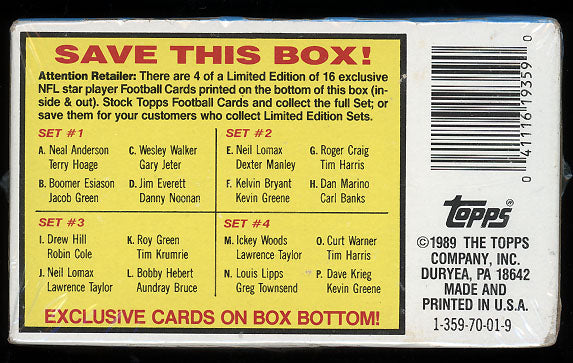 SAVE THIS BOX!
Attention Retailer: There are 4 of a Limited Edition of 16 exclusive
NFL star player Football Cards printed on the bottom of this box (in-
side & out). Stock Topps Football Cards and collect the full Set; or
save them for your customers who collect Limited Edition Sets.
SET #1
A. Neal Anderson
Terry Hoage
B. Boomer Esiason
Jacob Green
C. Wesley Walker
Gary Jeter
D. Jim Everett
Danny Noonan
SET #2
E. Neil Lomax
Dexter Manley
F. Kelvin Bryant
Kevin Greene
G. Roger Craig
Tim Harris
H. Dan Marino
Carl Banks
SET #3
I. Drew Hill
Robin Cole
J. Neil Lomax
Lawrence Taylor
K. Roy Green
Tim Krumrie
L. Bobby Hebert
Aundray Bruce
SET #4
M. Ickey Woods
Lawrence Taylor
N. Louis Lipps
Greg Townsend
O. Curt Warner
Tim Harris
P. Dave Krieg
Kevin Greene
EXCLUSIVE CARDS ON BOX BOTTOM!
0 41116 19359 0
topps®
©1989 THE TOPPS
COMPANY, INC.
DURYEA, PA 18642
MADE AND
PRINTED IN U.S.A.
1-359-70-01-9